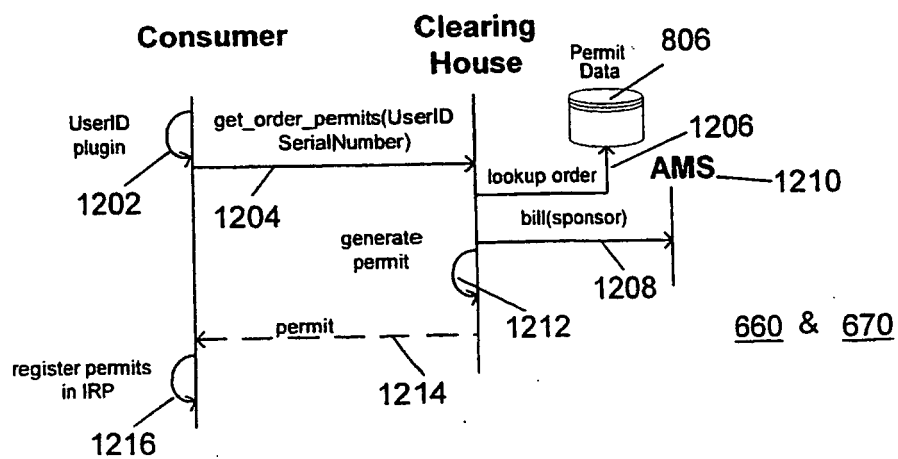 Consumer
Clearing
House
Permit
Data
806
UserID
plugin
get_order_permits(UserID
SerialNumber)
1206
1202
1204
lookup order
AMS
1210
bill(sponsor)
generate
permit
1208
1212
660 & 670
permit
register permits
in IRP
1214
1216